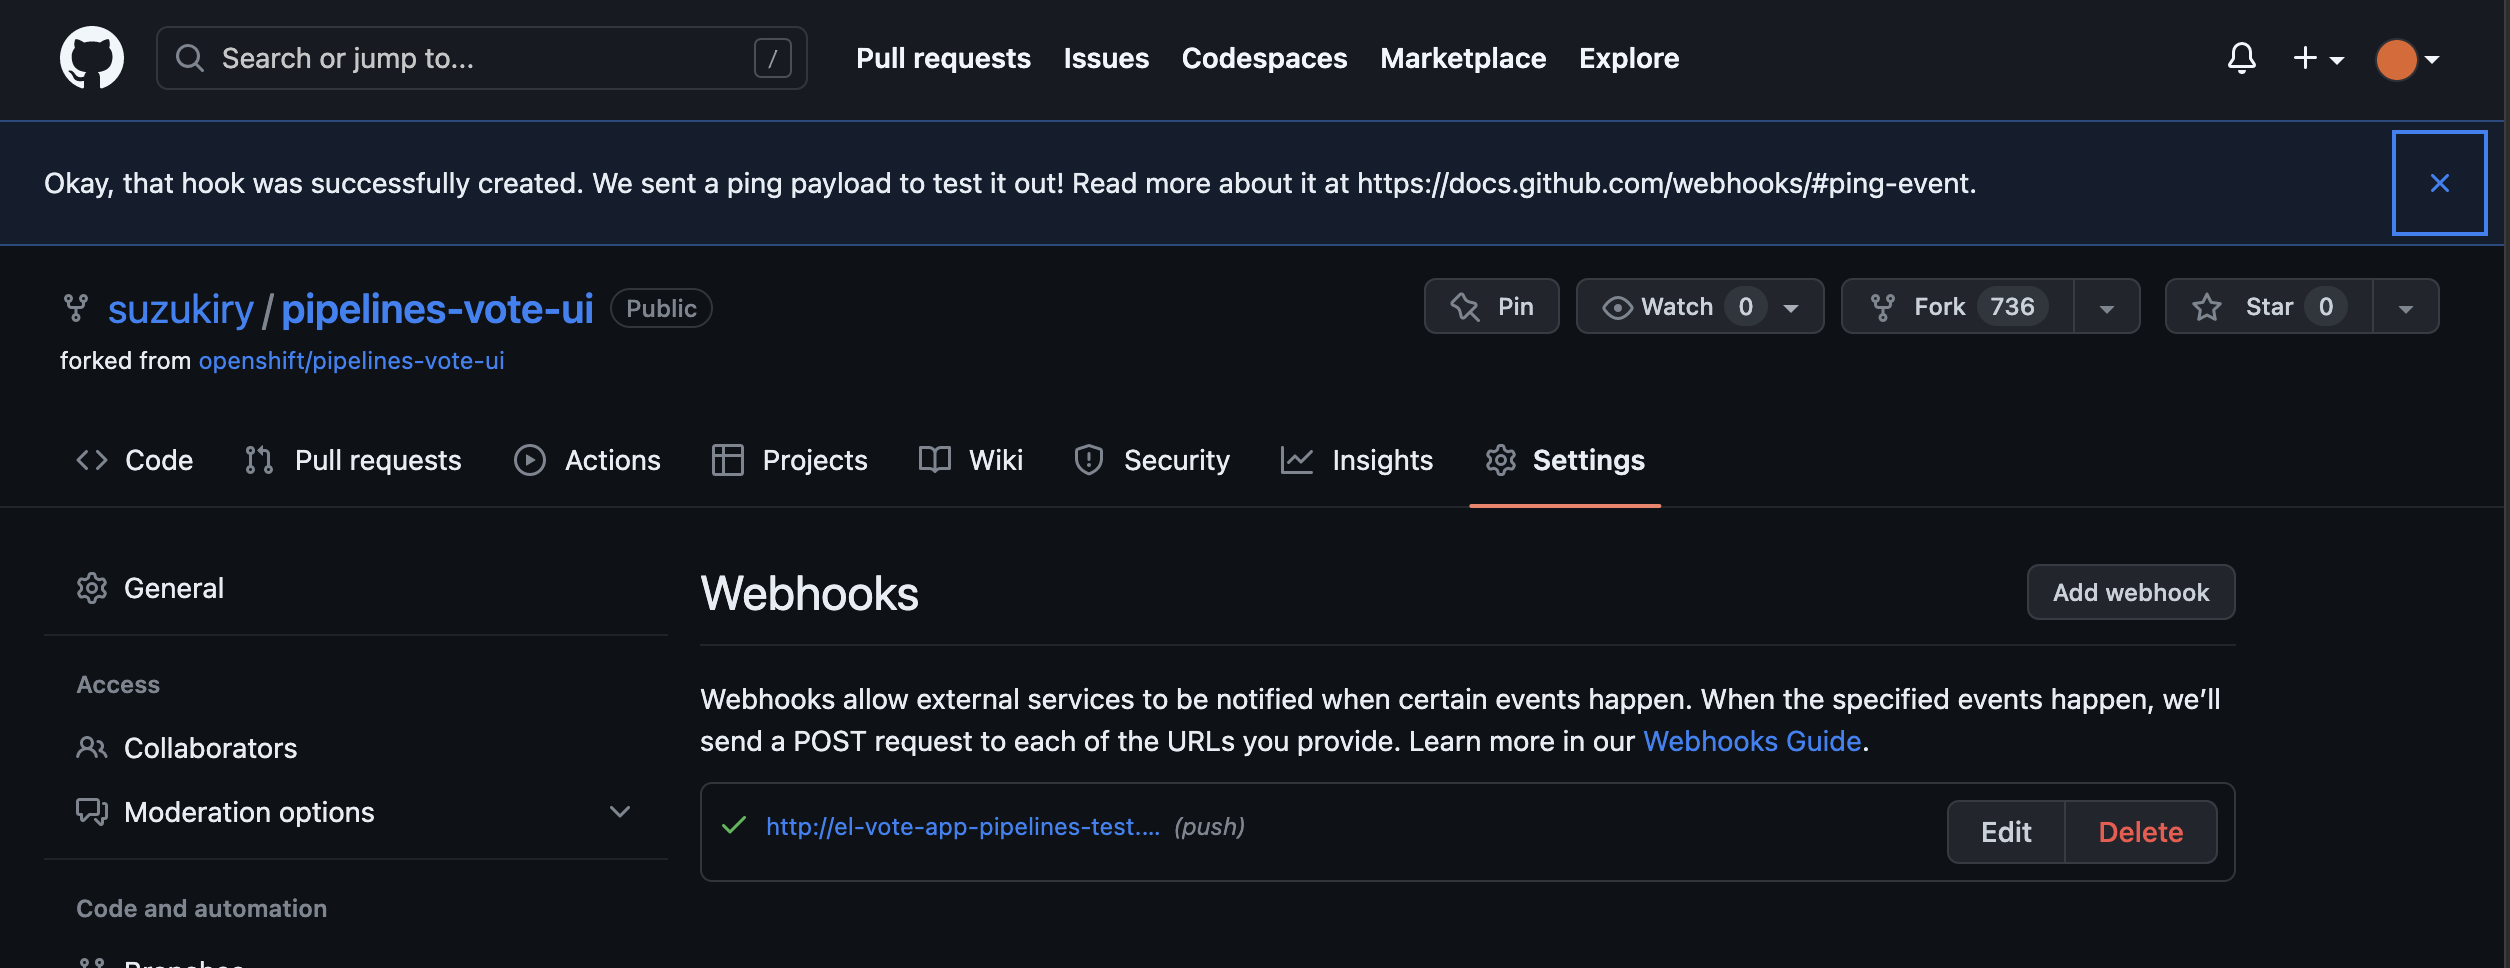 Search or jump to...
/
Pull requests
Issues
Codespaces
Marketplace
Explore
Okay, that hook was successfully created. We sent a ping payload to test it out! Read more about it at https://docs.github.com/webhooks/#ping-event.
suzukiry / pipelines-vote-ui
Public
Pin
Watch 0
Fork 736
Star 0
forked from openshift/pipelines-vote-ui
Code
Pull requests
Actions
Projects
Wiki
Security
Insights
Settings
General
Access
Collaborators
Moderation options
Code and automation
Branches
Webhooks
Add webhook
Webhooks allow external services to be notified when certain events happen. When the specified events happen, we’ll
send a POST request to each of the URLs you provide. Learn more in our Webhooks Guide.
http://el-vote-app-pipelines-test.... (push)
Edit
Delete